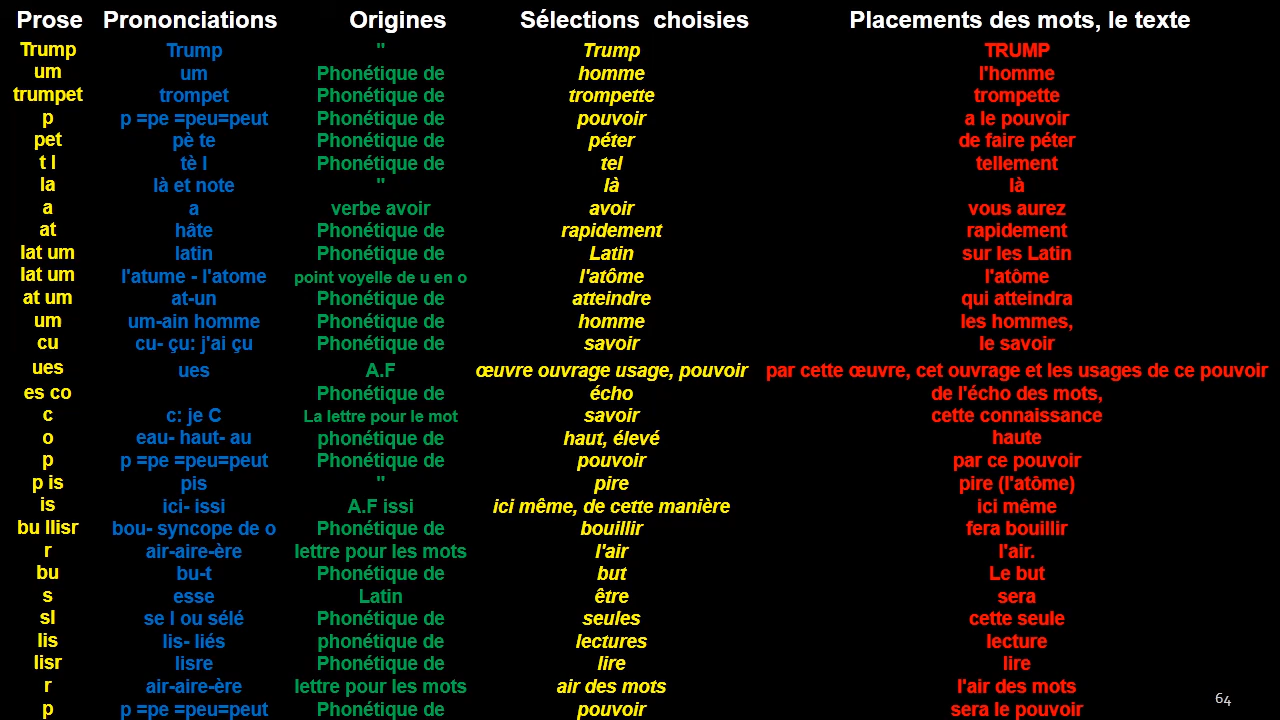 Prose Prononciations Origines Sélections choisies Placements des mots, le texte
Trump Trump " Trump TRUMP
um um Phonétique de homme l'homme
trumpet trompet Phonétique de trompette trompette
p p =pe =peu=peut Phonétique de pouvoir a le pouvoir
pet pè te Phonétique de péter de faire péter
t l tè l Phonétique de tel tellement
la là et note " là là
a a verbe avoir avoir vous aurez
at hâte Phonétique de rapidement rapidement
lat um latin Phonétique de Latin sur les Latin
lat um l'atume - l'atome point voyelle de u en o l'atôme l'atôme
at um at-un Phonétique de atteindre qui atteindra
um um-ain homme Phonétique de homme les hommes,
cu cu- çu: j'ai çu Phonétique de savoir le savoir
ues ues A.F œuvre ouvrage usage, pouvoir par cette œuvre, cet ouvrage et les usages de ce pouvoir
es co Phonétique de écho de l'écho des mots,
c c: je C La lettre pour le mot savoir cette connaissance
o eau- haut- au phonétique de haut, élevé haute
p p =pe =peu=peut Phonétique de pouvoir par ce pouvoir
p is pis " pire pire (l'atôme)
is ici- issi A.F issi ici même, de cette manière ici même
bu llisr bou- syncope de o Phonétique de bouillir fera bouillir
r air-aire-ère lettre pour les mots l'air l'air.
bu bu-t Phonétique de but Le but
s esse Latin être sera
sl se l ou sélé Phonétique de seules cette seule
lis lis- liés phonétique de lectures lecture
lisr lisre Phonétique de lire lire
r air-aire-ère lettre pour les mots air des mots l'air des mots
p p =pe =peu=peut Phonétique de pouvoir sera le pouvoir
64